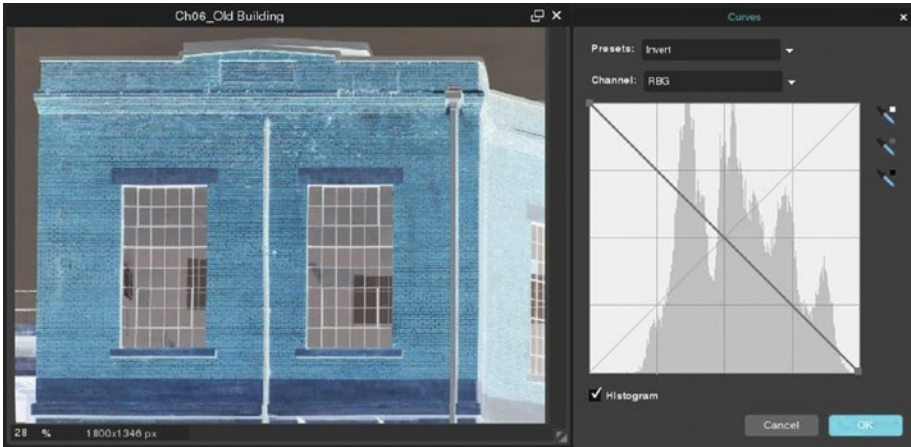 Ch06_Old Building
28 % 1800x1346 px
Curves
Presets: Invert
Channel: RBG
Histogram
Cancel OK